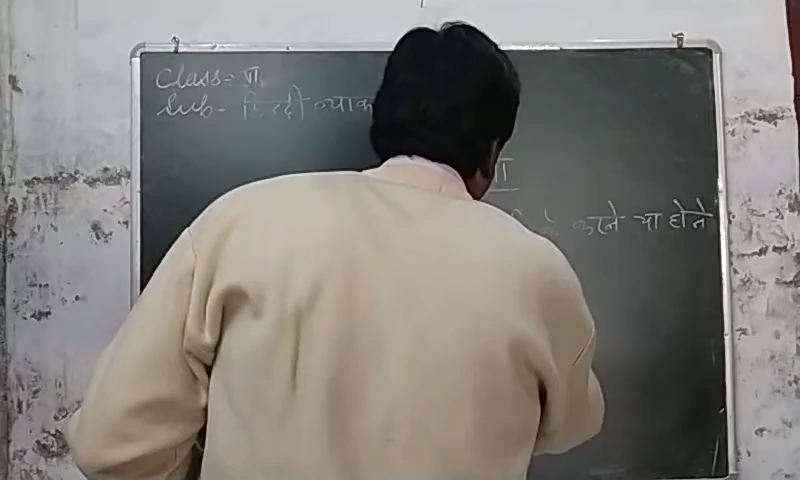 Class - VI
Sub - हिन्दी व्याक
के करने या होने